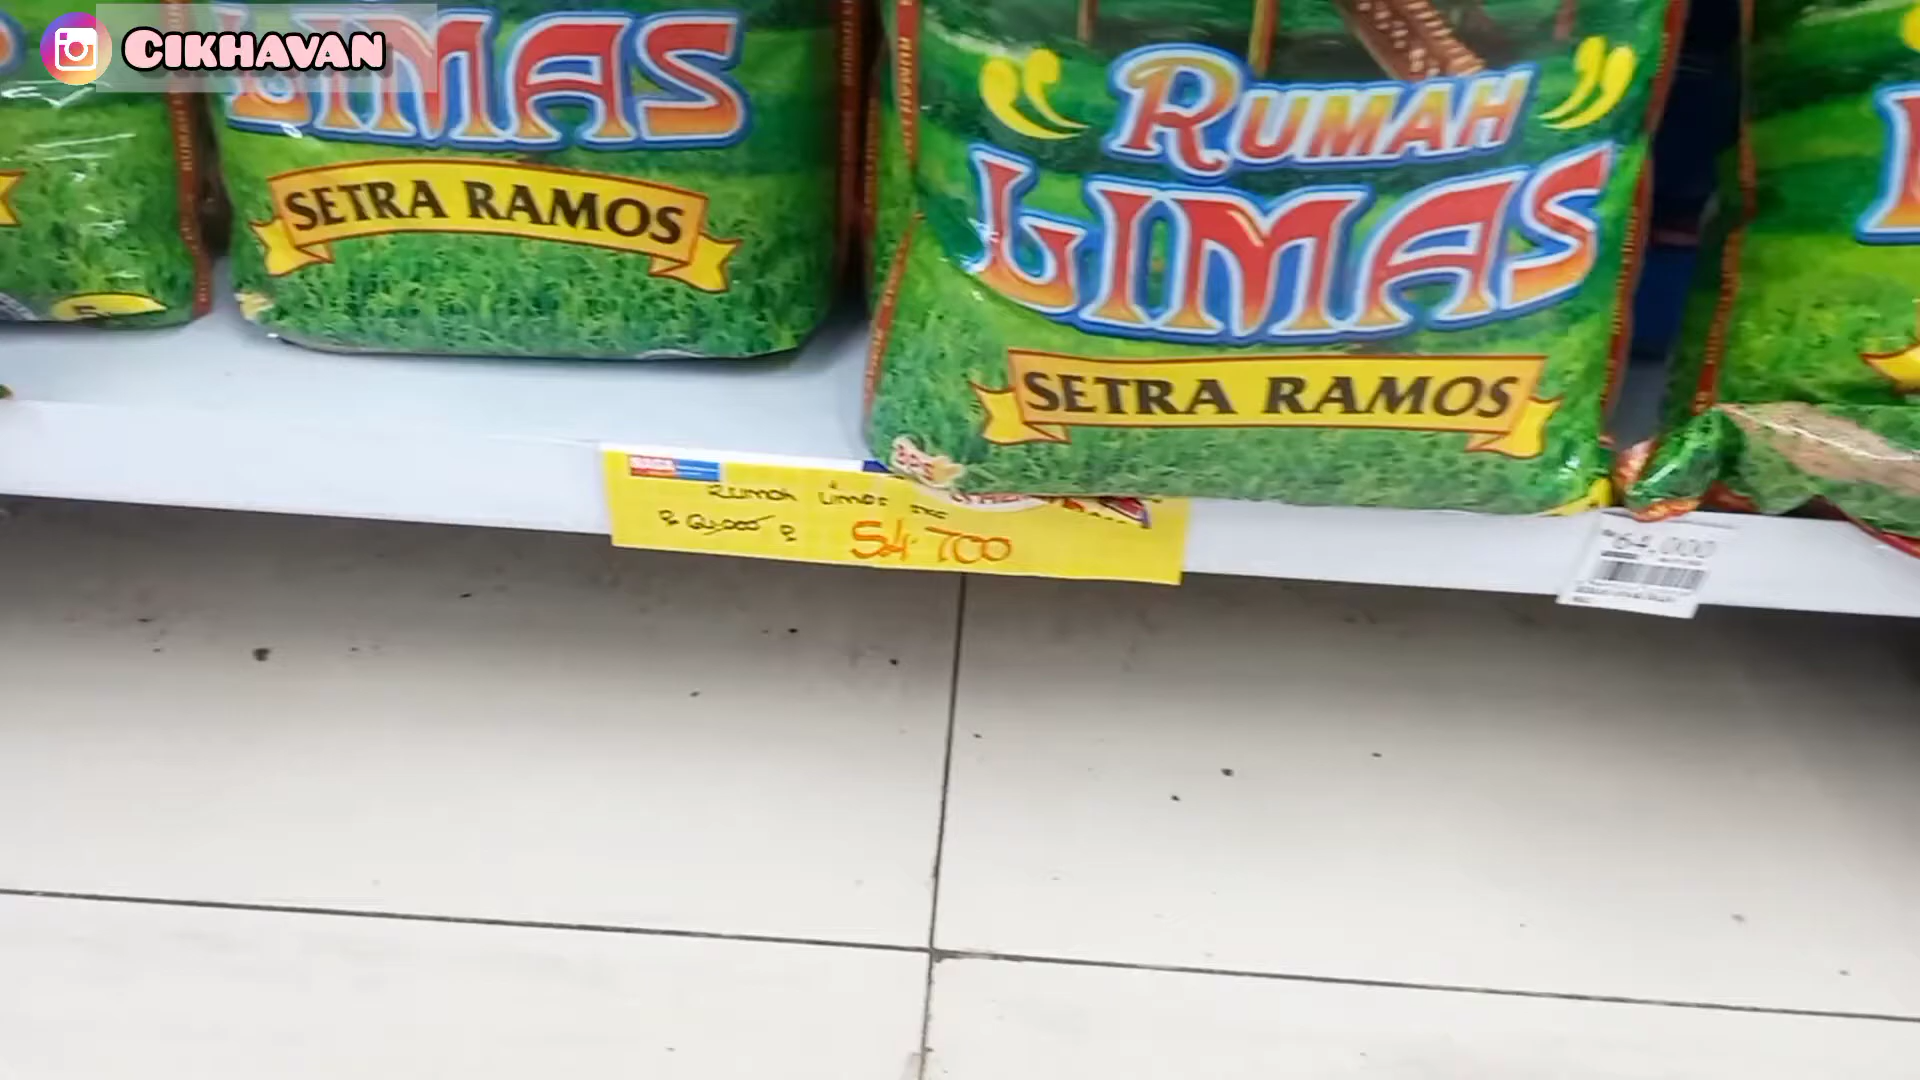 CIKHAVAN
LIMAS
SETRA RAMOS
RUMAH
LIMAS
SETRA RAMOS
Rumah Limas
54.700
64.000